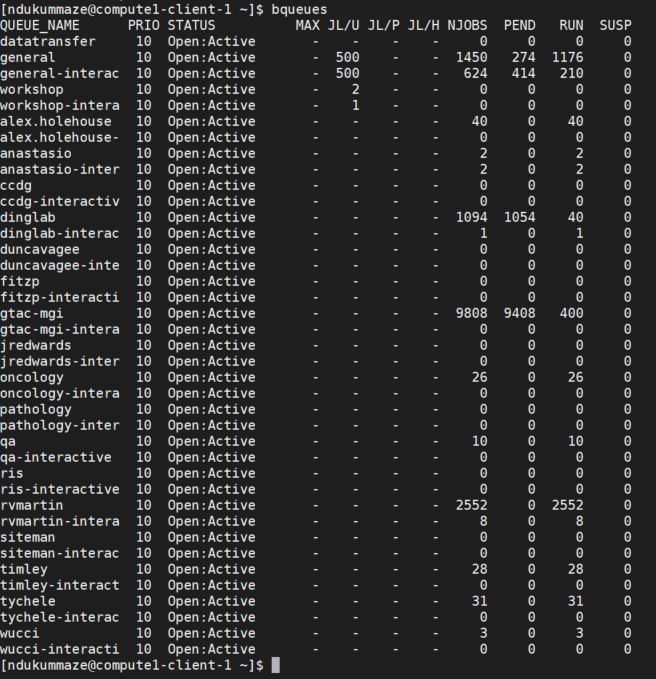 [ndukummaze@compute1-client-1 ~]$ bqueues
QUEUE_NAME PRIO STATUS MAX JL/U JL/P JL/H NJOBS PEND RUN SUSP
datatransfer 10 Open:Active - - - - 0 0 0 0
general 10 Open:Active - 500 - - 1450 274 1176 0
general-interac 10 Open:Active - 500 - - 624 414 210 0
workshop 10 Open:Active - 2 - - 0 0 0 0
workshop-intera 10 Open:Active - 1 - - 0 0 0 0
alex.holehouse 10 Open:Active - - - - 40 0 40 0
alex.holehouse- 10 Open:Active - - - - 0 0 0 0
anastasio 10 Open:Active - - - - 2 0 2 0
anastasio-inter 10 Open:Active - - - - 2 0 2 0
ccdg 10 Open:Active - - - - 0 0 0 0
ccdg-interactiv 10 Open:Active - - - - 0 0 0 0
dinglab 10 Open:Active - - - - 1094 1054 40 0
dinglab-interac 10 Open:Active - - - - 1 0 1 0
duncavagee 10 Open:Active - - - - 0 0 0 0
duncavagee-inte 10 Open:Active - - - - 0 0 0 0
fitzp 10 Open:Active - - - - 0 0 0 0
fitzp-interacti 10 Open:Active - - - - 0 0 0 0
gtac-mgi 10 Open:Active - - - - 9808 9408 400 0
gtac-mgi-intera 10 Open:Active - - - - 0 0 0 0
jredwards 10 Open:Active - - - - 0 0 0 0
jredwards-inter 10 Open:Active - - - - 0 0 0 0
oncology 10 Open:Active - - - - 26 0 26 0
oncology-intera 10 Open:Active - - - - 0 0 0 0
pathology 10 Open:Active - - - - 0 0 0 0
pathology-inter 10 Open:Active - - - - 0 0 0 0
qa 10 Open:Active - - - - 10 0 10 0
qa-interactive 10 Open:Active - - - - 0 0 0 0
ris 10 Open:Active - - - - 0 0 0 0
ris-interactive 10 Open:Active - - - - 0 0 0 0
rvmartin 10 Open:Active - - - - 2552 0 2552 0
rvmartin-intera 10 Open:Active - - - - 8 0 8 0
siteman 10 Open:Active - - - - 0 0 0 0
siteman-interac 10 Open:Active - - - - 0 0 0 0
timley 10 Open:Active - - - - 28 0 28 0
timley-interact 10 Open:Active - - - - 0 0 0 0
tychele 10 Open:Active - - - - 31 0 31 0
tychele-interac 10 Open:Active - - - - 0 0 0 0
wucci 10 Open:Active - - - - 3 0 3 0
wucci-interacti 10 Open:Active - - - - 0 0 0 0
[ndukummaze@compute1-client-1 ~]$